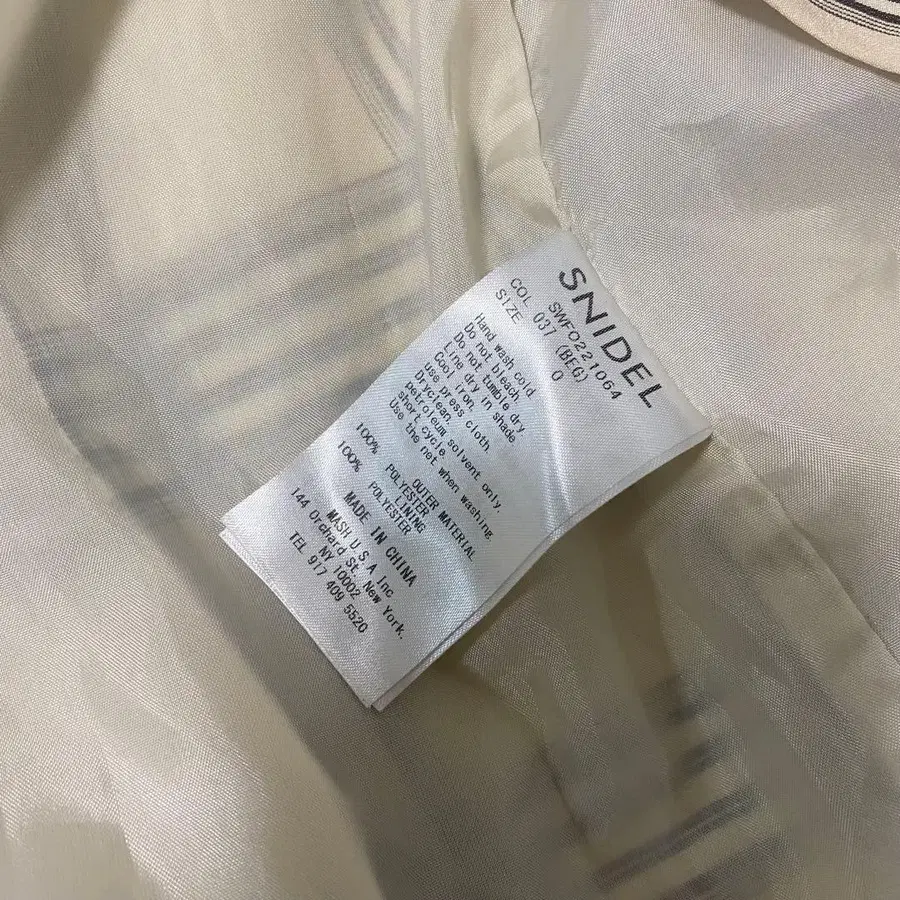 SNIDEL
SWFO221064
COL 037 (BEG)
SIZE 0
Hand wash cold.
Do not bleach.
Do not tumble dry.
Line dry in shade.
Cool iron.
use press cloth.
Dryclean.
petroleum solvent only.
short cycle.
Use the net when washing.
OUTER MATERIAL
100% POLYESTER
LINING
100% POLYESTER
MADE IN CHINA
MASH U.S.A Inc
144 Orchard St. New York.
NY 10002
TEL 917 409 5520